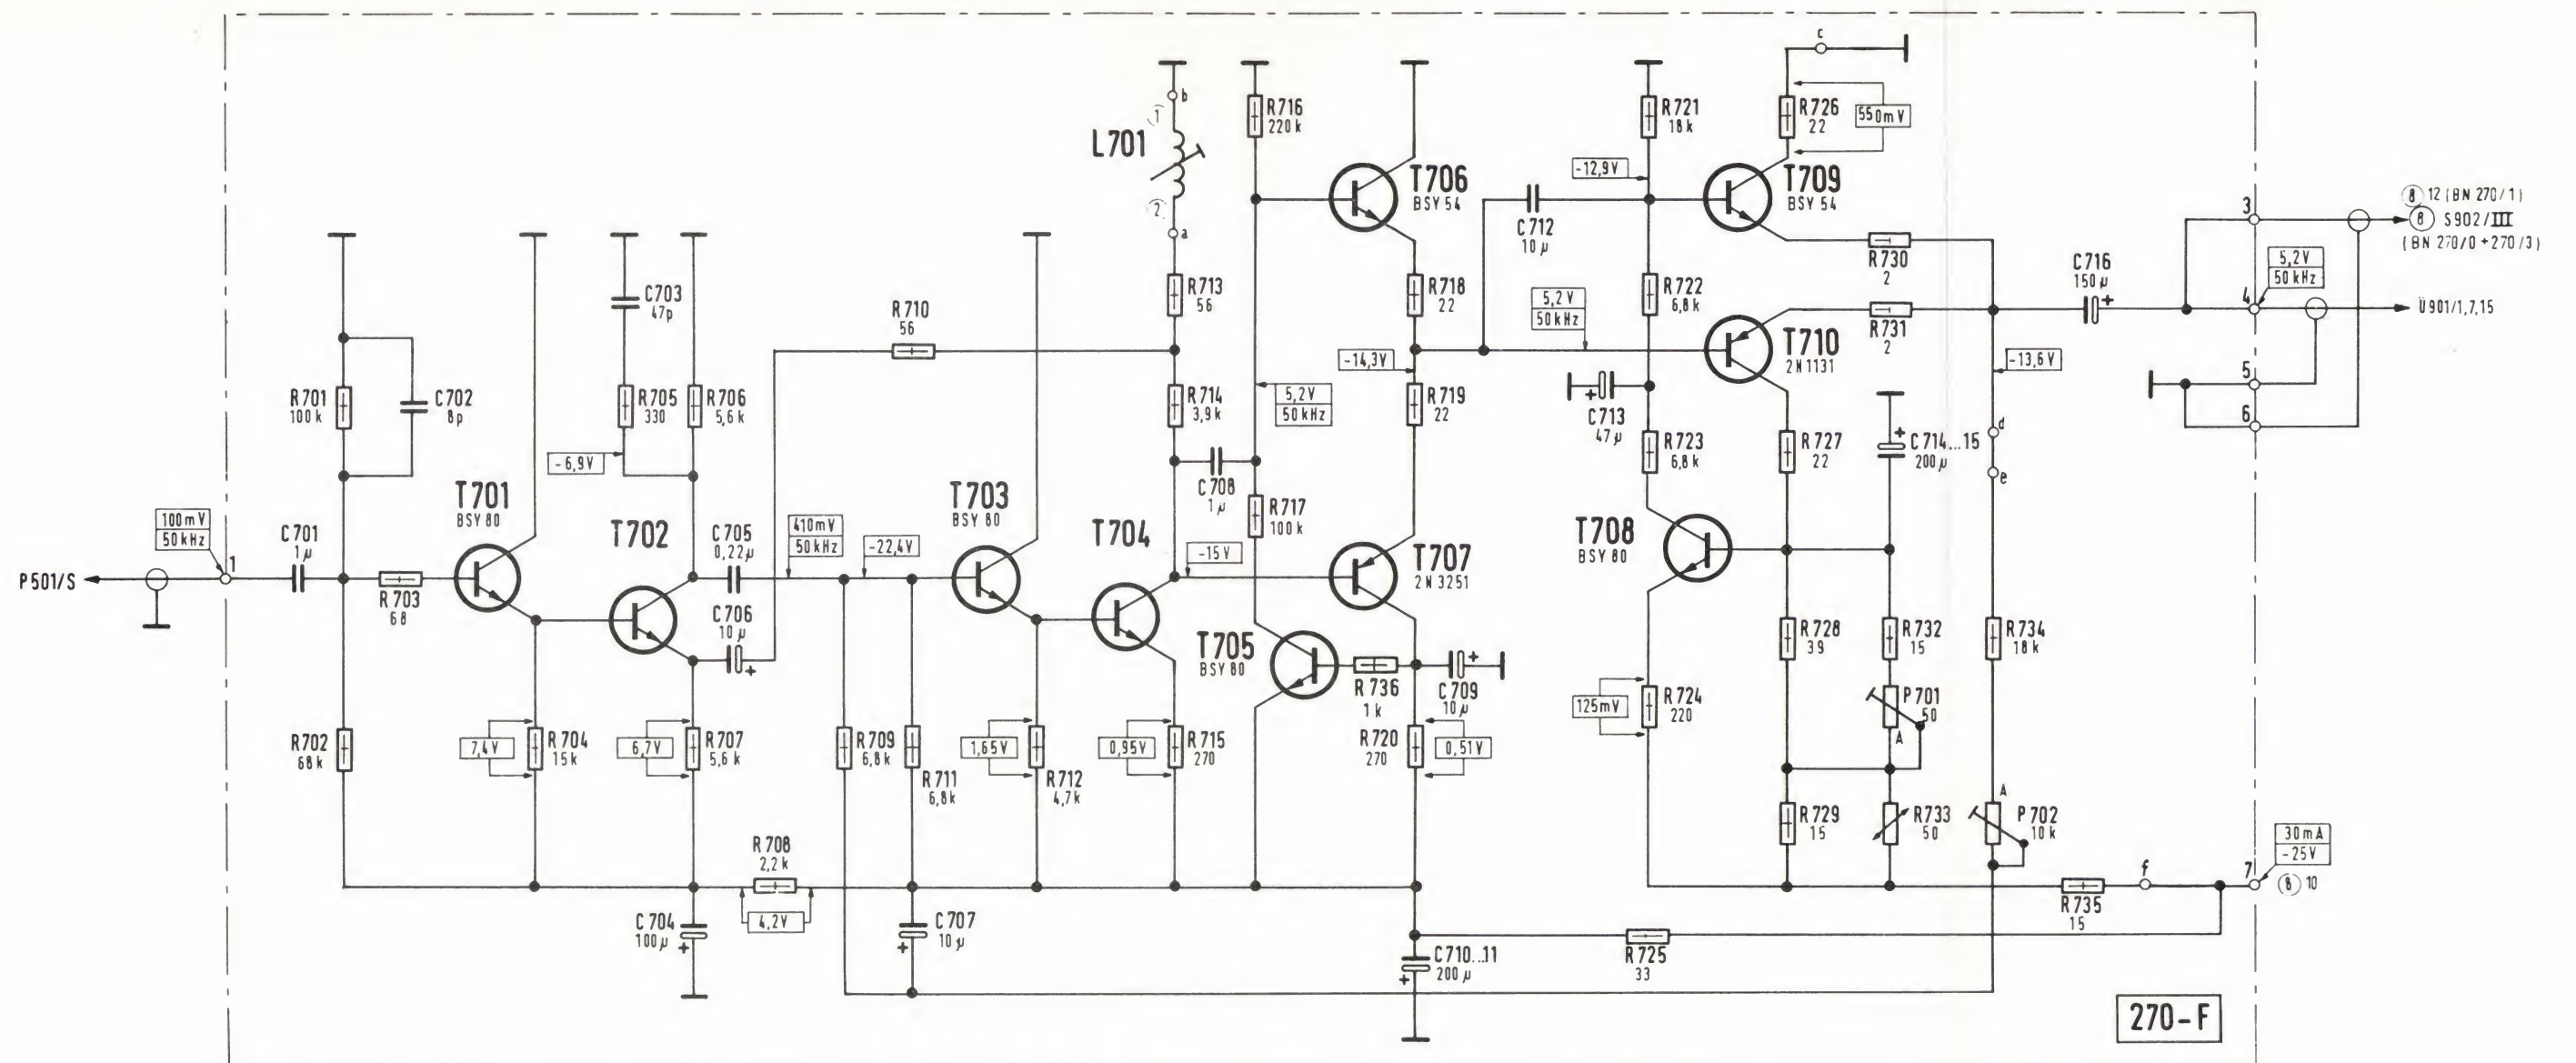 c
b
1
L701
2
a
R716
220k
T706
BSY 54
R721
18k
R726
22
550mV
-12,9V
T709
BSY 54
C712
10µ
R730
2
8 12 (BN 270/1)
8 S902/III
(BN 270/0 + 270/3)
3
5,2V
50kHz
4
C716
150µ
Ü901/1,7,15
C703
47p
R710
56
R713
56
R718
22
5,2V
50kHz
R722
6,8k
T710
2N1131
R731
2
-14,3V
-13,6V
R701
100k
C702
8p
R705
330
R706
5,6k
R714
3,9k
5,2V
50kHz
R719
22
C713
47µ
5
6
d
e
-6,9V
R723
6,8k
R727
22
C714...15
200µ
C708
1µ
R717
100k
T701
BSY 80
T702
C705
0,22µ
410mV
50kHz
-22,4V
T703
BSY 80
T704
-15V
T707
2N3251
T708
BSY 80
P501/S
100mV
50kHz
1
C701
1µ
R703
68
C706
10µ
T705
BSY 80
R736
1k
C709
10µ
R728
39
R732
15
R734
18k
R702
68k
7,4V
R704
15k
6,7V
R707
5,6k
R709
6,8k
R711
6,8k
1,65V
R712
4,7k
0,95V
R715
270
R720
270
0,51V
125mV
R724
220
P701
50
A
R729
15
R733
50
A
P702
10k
R708
2,2k
4,2V
C704
100µ
C707
10µ
C710...11
200µ
R725
33
R735
15
f
7
30mA
-25V
8 10
270-F